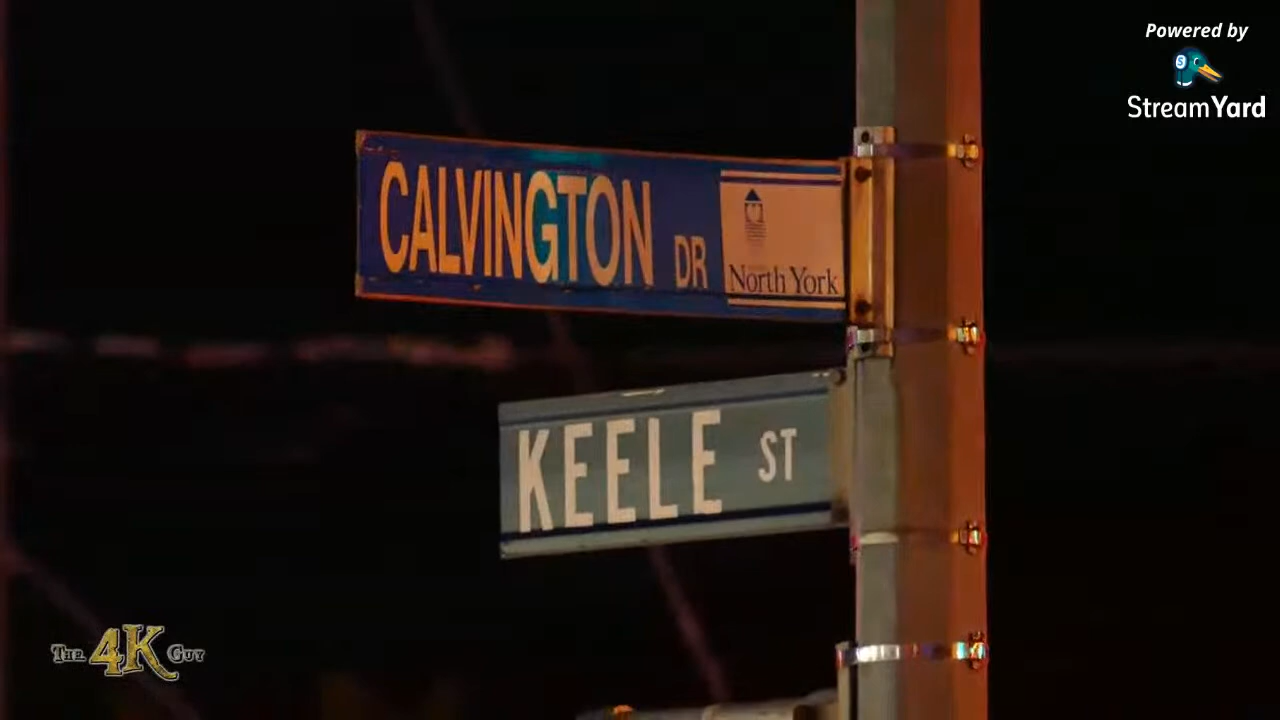 Powered by
StreamYard
CALVINGTON DR
North York
KEELE ST
THE 4K GUY